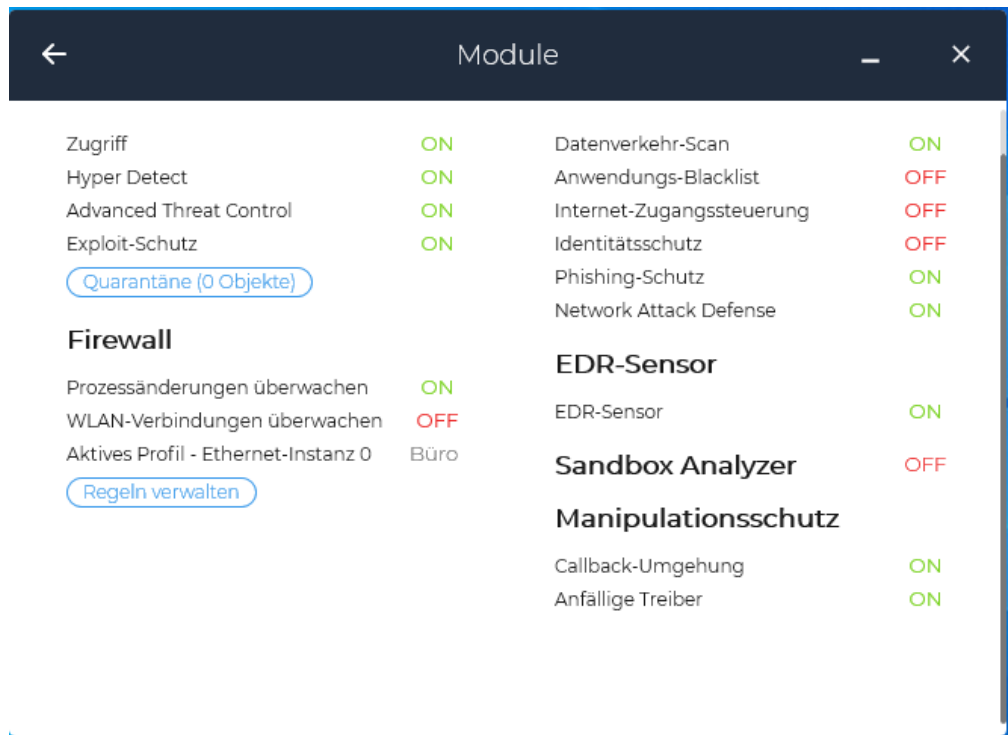 Module
Zugriff ON
Hyper Detect ON
Advanced Threat Control ON
Exploit-Schutz ON
Quarantäne (0 Objekte)
Firewall
Prozessänderungen überwachen ON
WLAN-Verbindungen überwachen OFF
Aktives Profil - Ethernet-Instanz 0 Büro
Regeln verwalten
Datenverkehr-Scan ON
Anwendungs-Blacklist OFF
Internet-Zugangssteuerung OFF
Identitätsschutz OFF
Phishing-Schutz ON
Network Attack Defense ON
EDR-Sensor
EDR-Sensor ON
Sandbox Analyzer OFF
Manipulationsschutz
Callback-Umgehung ON
Anfällige Treiber ON